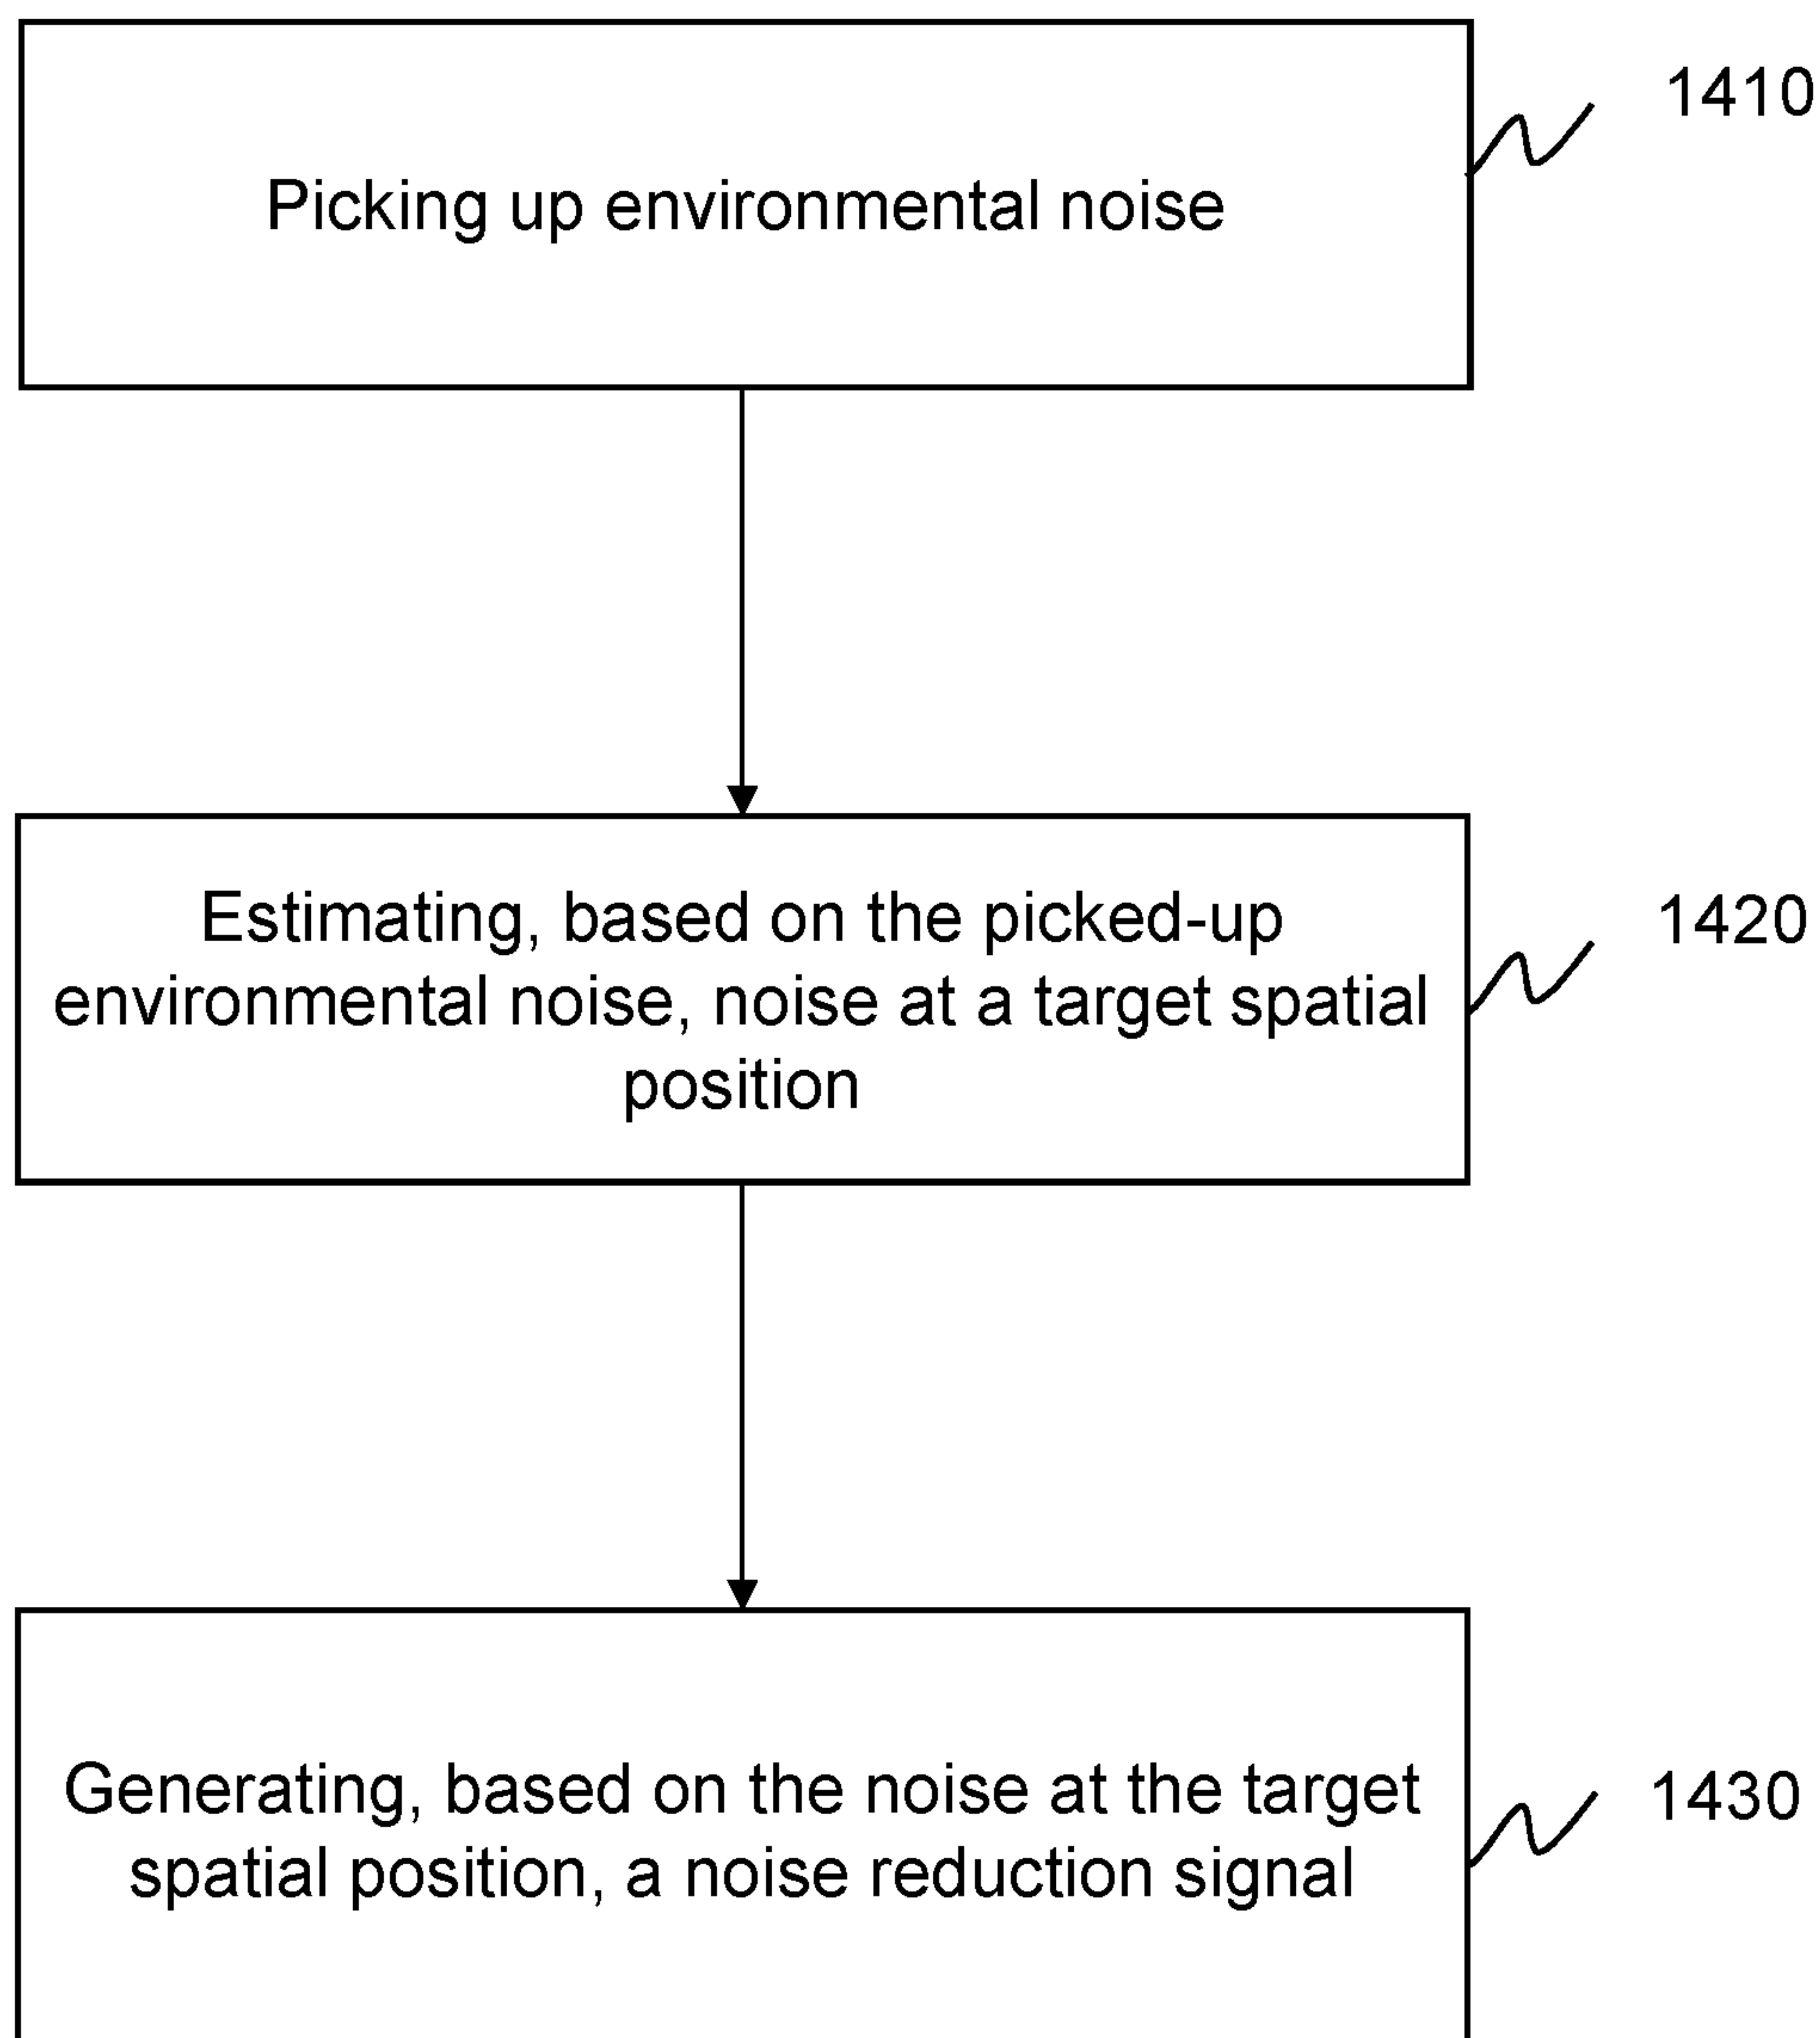 1410
Picking up environmental noise
1420
Estimating, based on the picked-up
environmental noise, noise at a target spatial
position
1430
Generating, based on the noise at the target
spatial position, a noise reduction signal